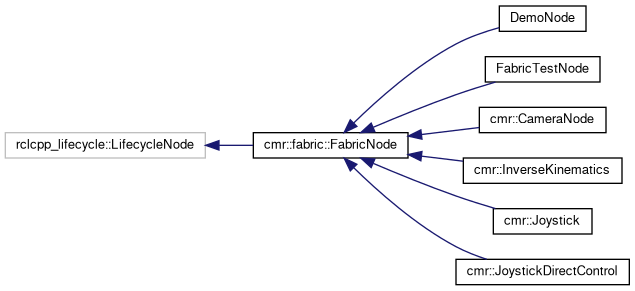 DemoNode
FabricTestNode
cmr::CameraNode
rclcpp_lifecycle::LifecycleNode
cmr::fabric::FabricNode
cmr::InverseKinematics
cmr::Joystick
cmr::JoystickDirectControl